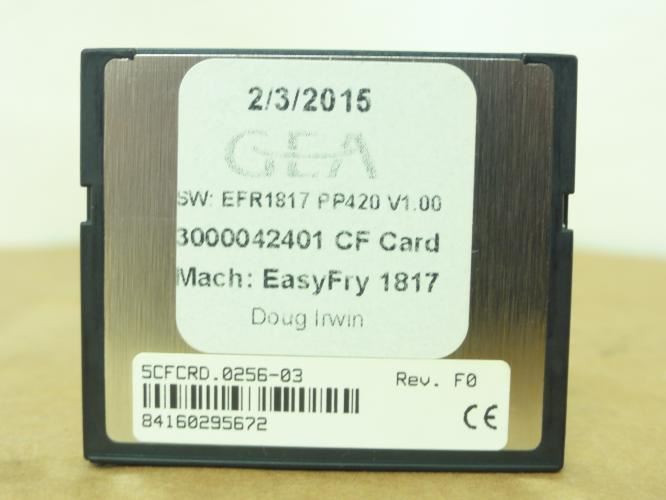 2/3/2015
GEA
SW: EFR1817 PP420 V1.00
3000042401 CF Card
Mach: EasyFry 1817
Doug Irwin
5CFCRD.0256-03 Rev. F0
84160295672
CE